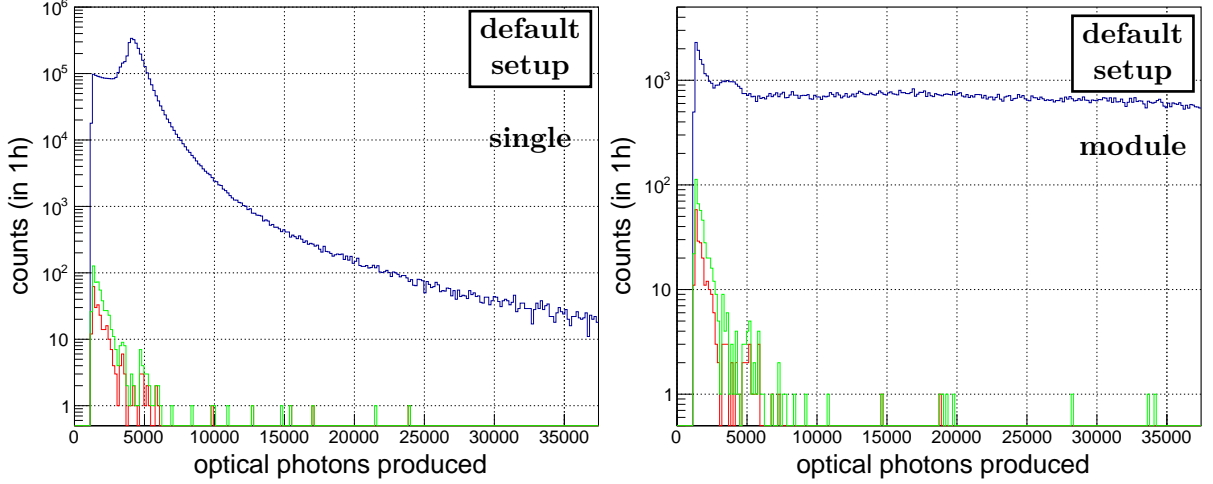 default
setup
single
counts (in 1h)
10⁶
10⁵
10⁴
10³
10²
10
1
0 5000 10000 15000 20000 25000 30000 35000
optical photons produced
default
setup
module
counts (in 1h)
10³
10²
10
1
0 5000 10000 15000 20000 25000 30000 35000
optical photons produced